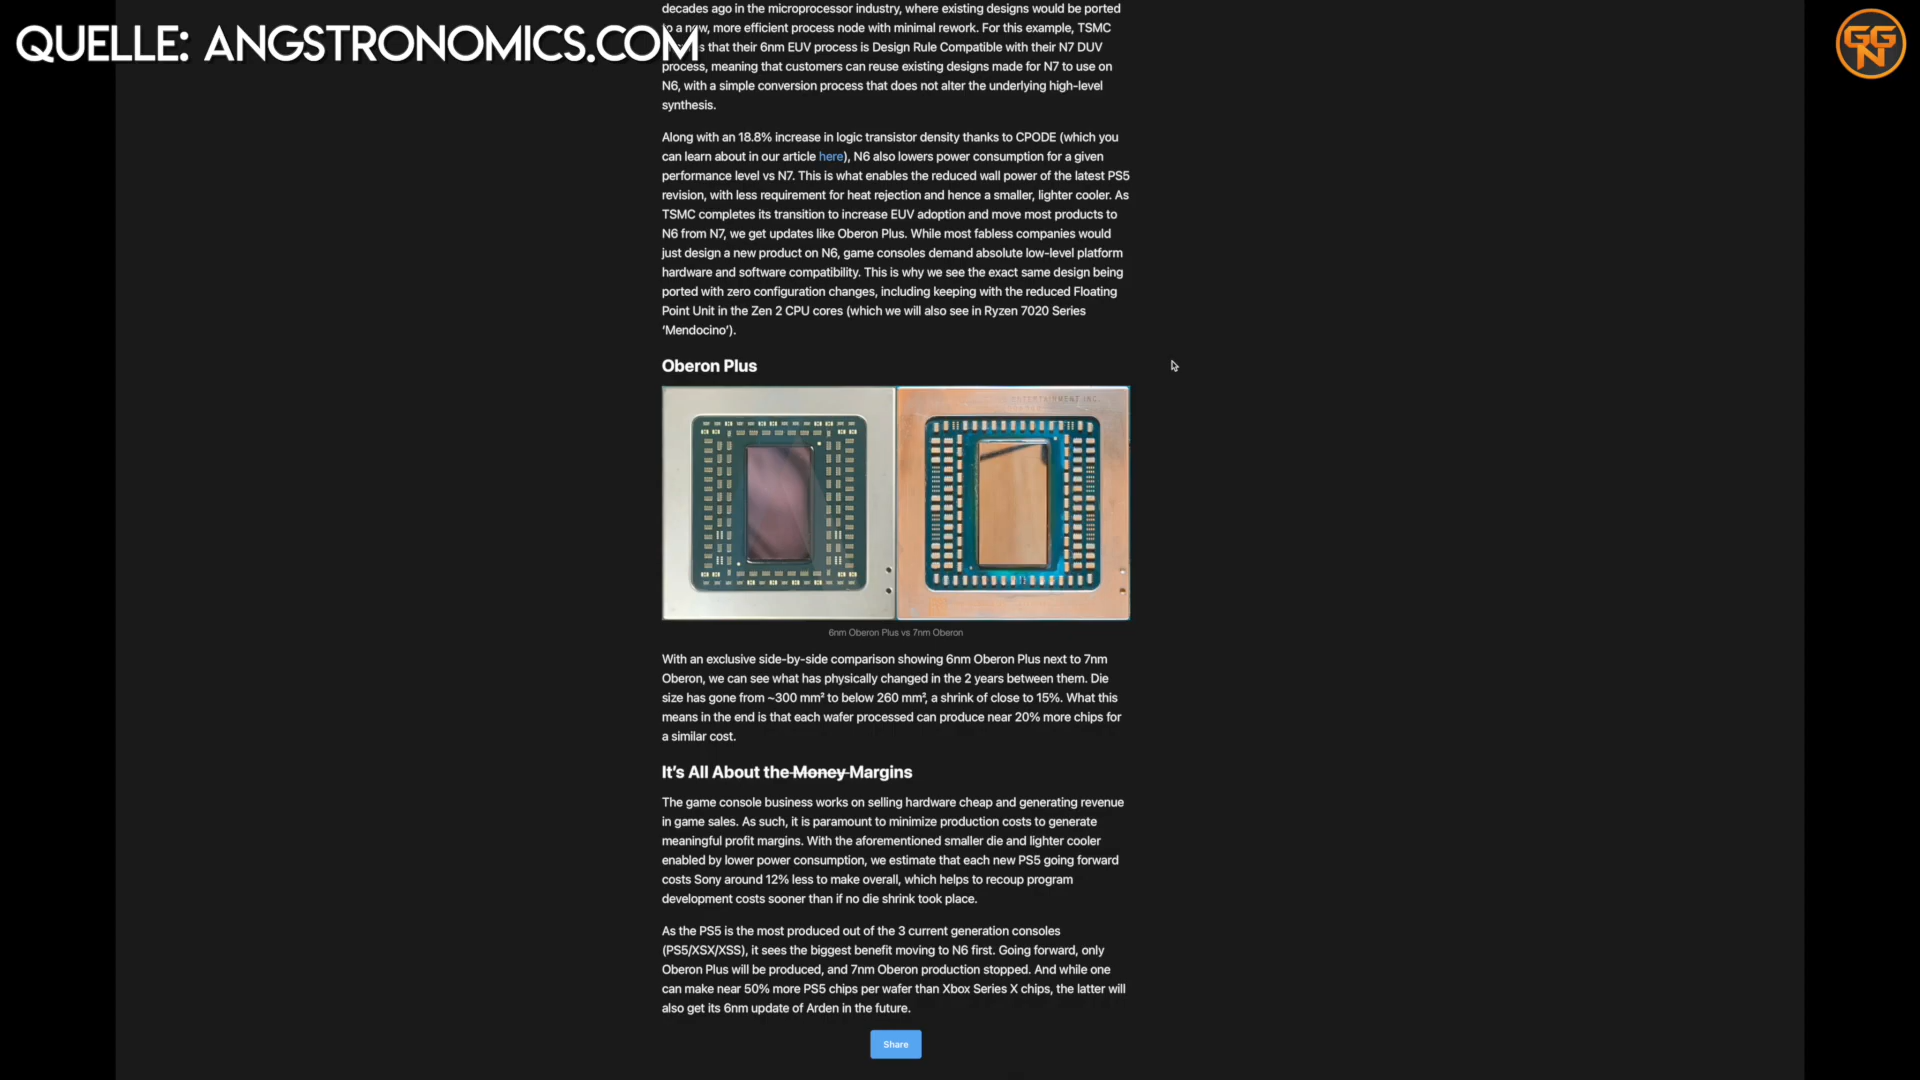 decades ago in the microprocessor industry, where existing designs would be ported
QUELLE: ANGSTRONOMICS.COM
GGN
new, more efficient process node with minimal rework. For this example, TSMC
that their 6nm EUV process is Design Rule Compatible with their N7 DUV
process, meaning that customers can reuse existing designs made for N7 to use on
N6, with a simple conversion process that does not alter the underlying high-level
synthesis.
Along with an 18.8% increase in logic transistor density thanks to CPODE (which you
can learn about in our article here), N6 also lowers power consumption for a given
performance level vs N7. This is what enables the reduced wall power of the latest PS5
revision, with less requirement for heat rejection and hence a smaller, lighter cooler. As
TSMC completes its transition to increase EUV adoption and move most products to
N6 from N7, we get updates like Oberon Plus. While most fabless companies would
just design a new product on N6, game consoles demand absolute low-level platform
hardware and software compatibility. This is why we see the exact same design being
ported with zero configuration changes, including keeping with the reduced Floating
Point Unit in the Zen 2 CPU cores (which we will also see in Ryzen 7020 Series
‘Mendocino’).
Oberon Plus
6nm Oberon Plus vs 7nm Oberon
With an exclusive side-by-side comparison showing 6nm Oberon Plus next to 7nm
Oberon, we can see what has physically changed in the 2 years between them. Die
size has gone from ~300 mm² to below 260 mm², a shrink of close to 15%. What this
means in the end is that each wafer processed can produce near 20% more chips for
a similar cost.
It’s All About the Money Margins
The game console business works on selling hardware cheap and generating revenue
in game sales. As such, it is paramount to minimize production costs to generate
meaningful profit margins. With the aforementioned smaller die and lighter cooler
enabled by lower power consumption, we estimate that each new PS5 going forward
costs Sony around 12% less to make overall, which helps to recoup program
development costs sooner than if no die shrink took place.
As the PS5 is the most produced out of the 3 current generation consoles
(PS5/XSX/XSS), it sees the biggest benefit moving to N6 first. Going forward, only
Oberon Plus will be produced, and 7nm Oberon production stopped. And while one
can make near 50% more PS5 chips per wafer than Xbox Series X chips, the latter will
also get its 6nm update of Arden in the future.
Share